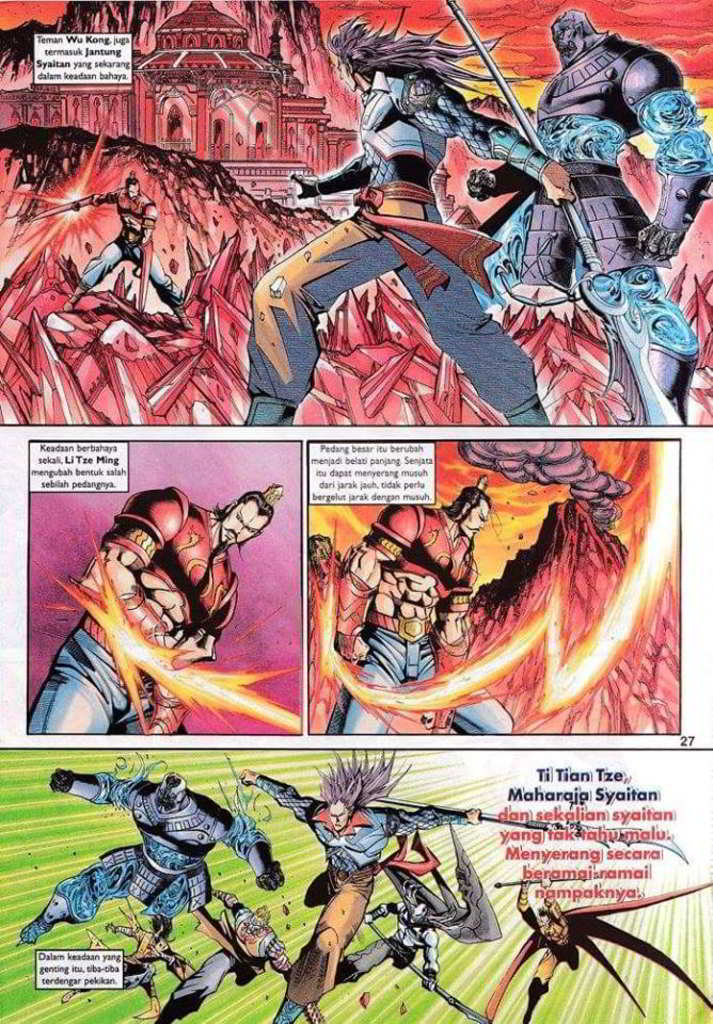 Teman Wu Kong, juga
termasuk Jantung
Syaitan yang sekarang
dalam keadaan bahaya.
Keadaan berbahaya
sekali, Li Tze Ming
mengubah bentuk salah
sebilah pedangnya.
Pedang besar itu berubah
menjadi belati panjang. Senjata
itu dapat menyerang musuh
dari jarak jauh, tidak perlu
bergelut jarak dengan musuh.
27
Ti Tian Tze,
Maharaja Syaitan
dan sekalian syaitan
yang tak tahu malu.
Menyerang secara
beramai-ramai
nampaknya.
Dalam keadaan yang
genting itu, tiba-tiba
terdengar pekikan.